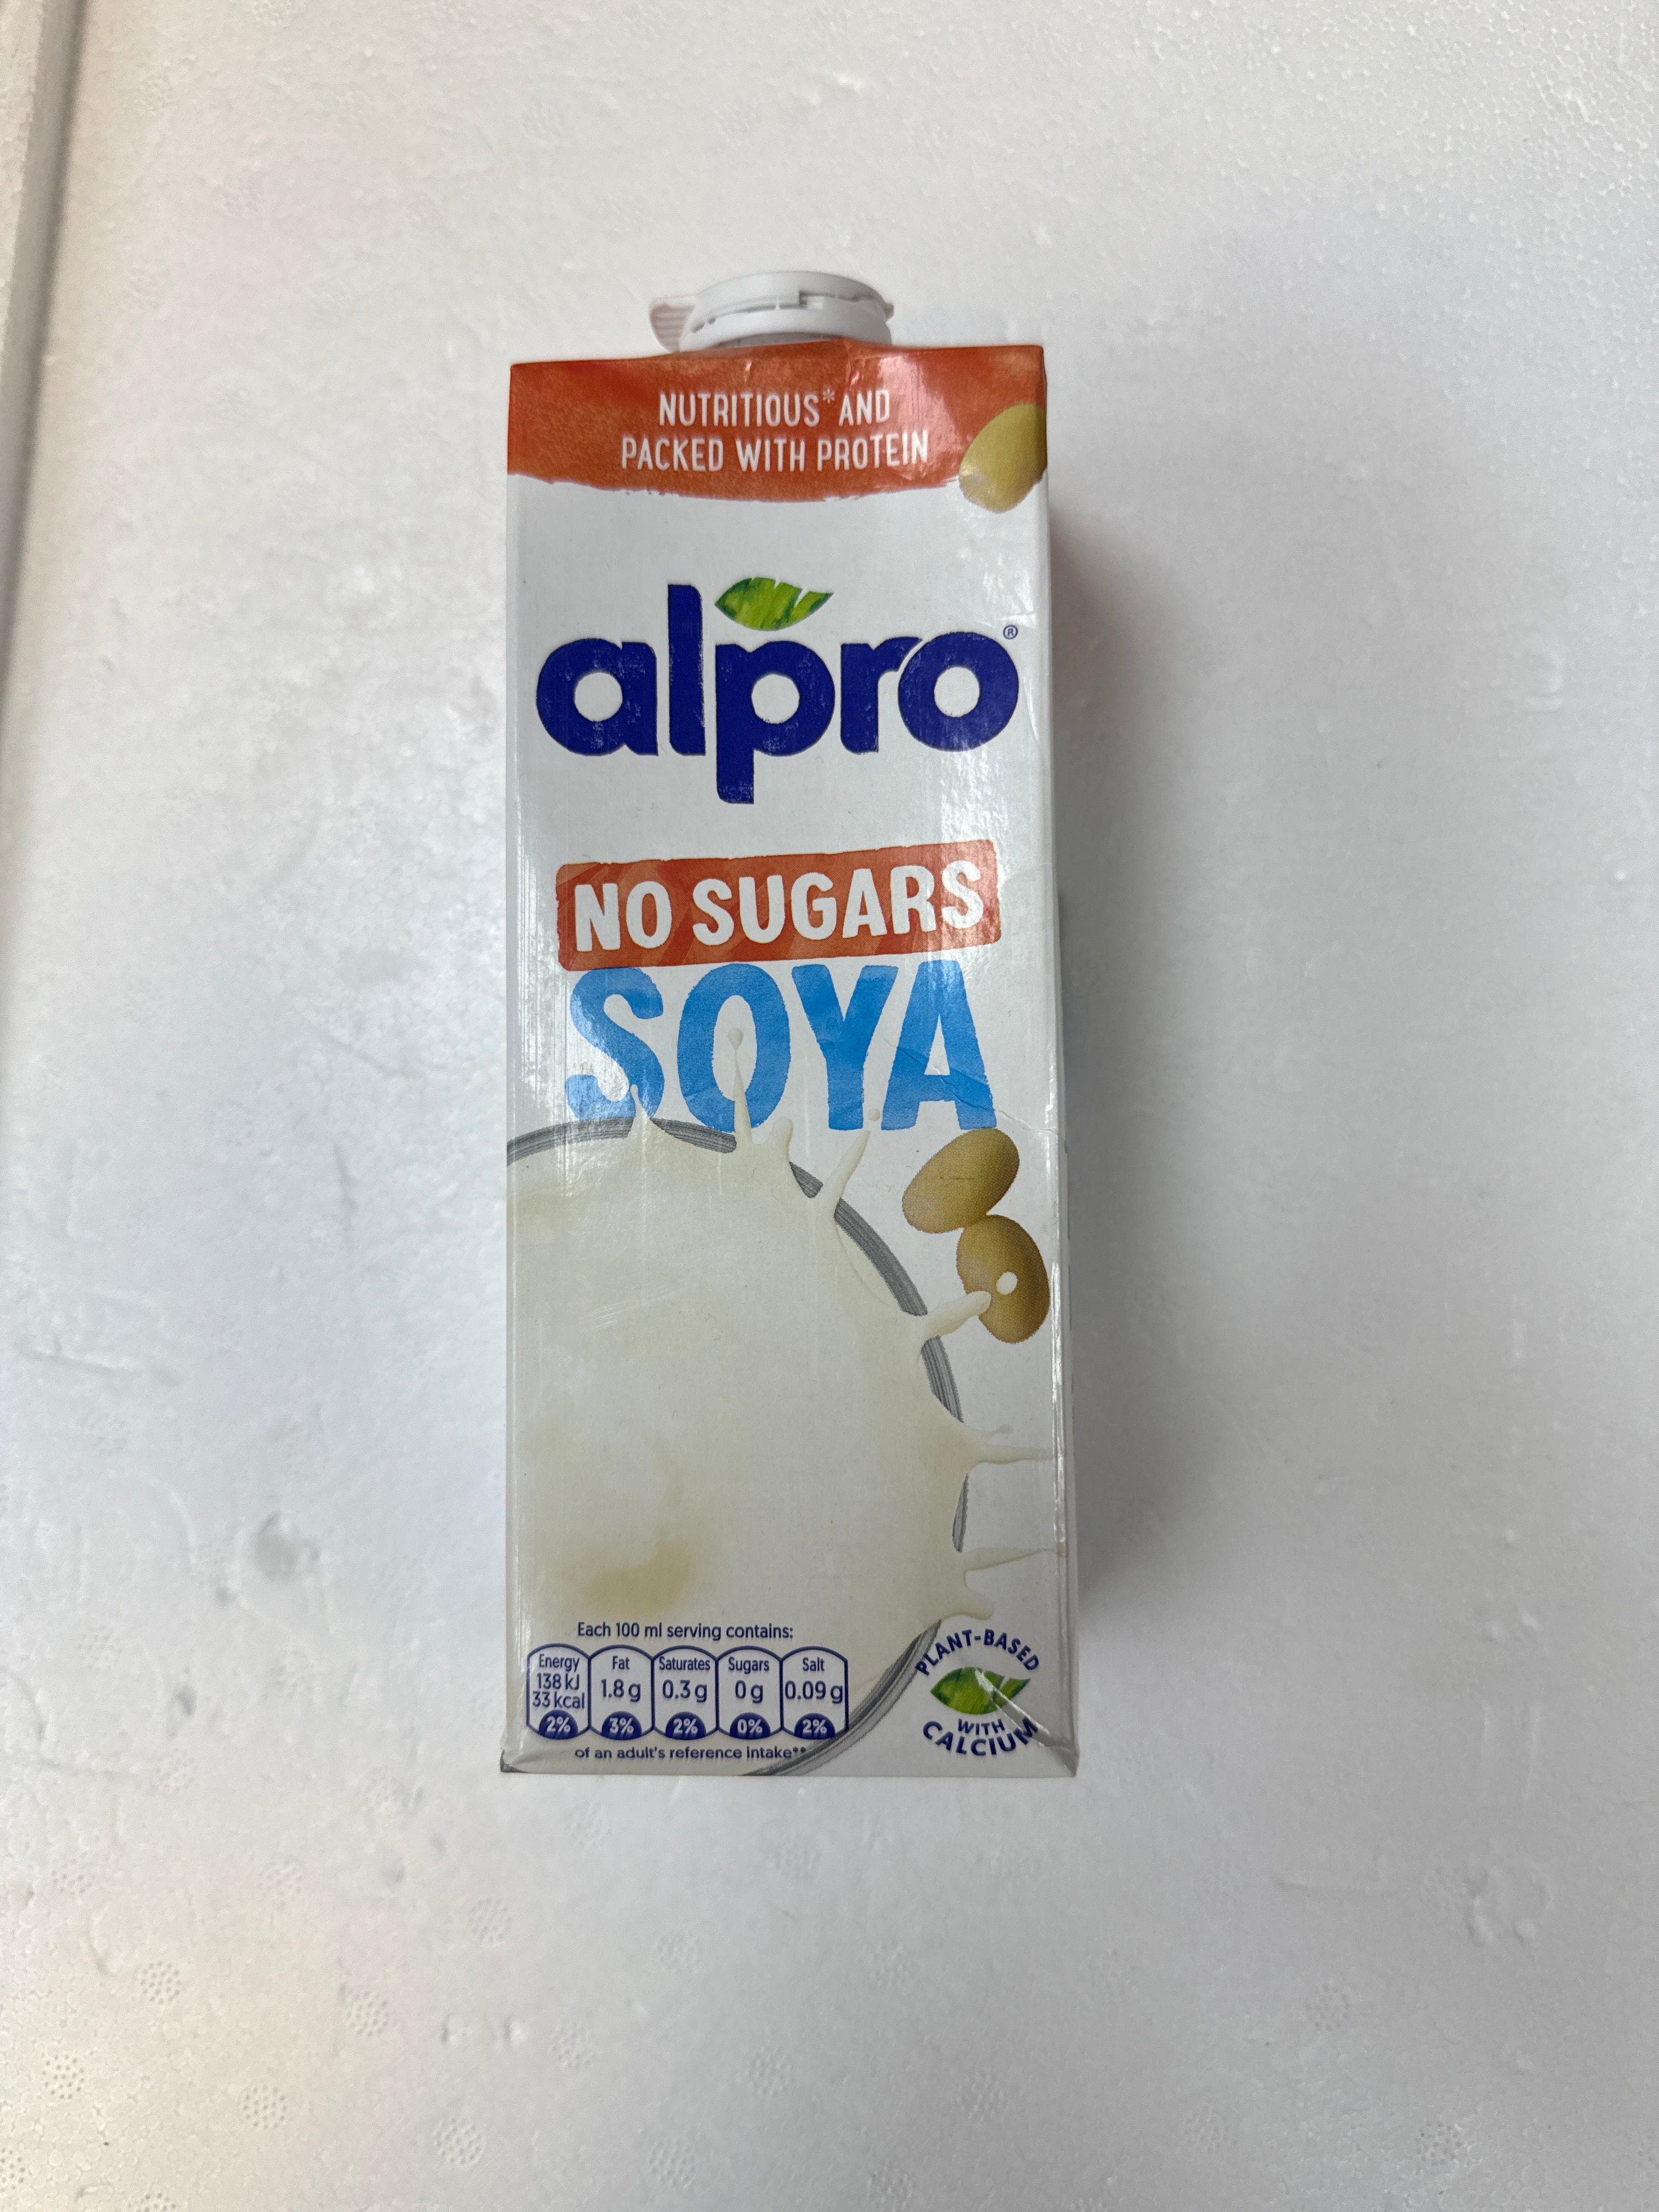 NUTRITIOUS* AND
PACKED WITH PROTEIN
alpro®
NO SUGARS
SOYA
Each 100 ml serving contains:
Energy 138 kJ 33 kcal 2%
Fat 1.8 g 3%
Saturates 0.3 g 2%
Sugars 0 g 0%
Salt 0.09 g 2%
of an adult's reference intake**
PLANT-BASED
WITH
CALCIUM